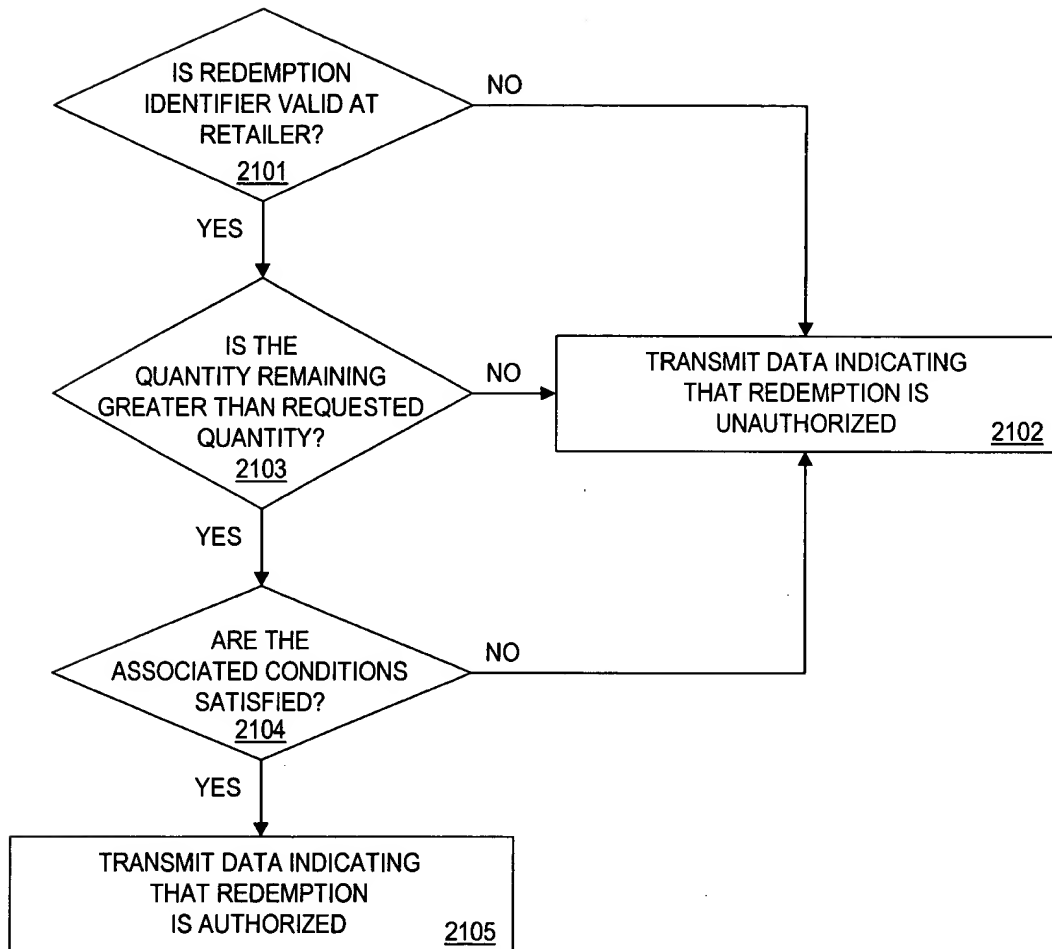 IS REDEMPTION
IDENTIFIER VALID AT
RETAILER?
2101
NO
YES
IS THE
QUANTITY REMAINING
GREATER THAN REQUESTED
QUANTITY?
2103
NO
TRANSMIT DATA INDICATING
THAT REDEMPTION IS
UNAUTHORIZED
2102
YES
ARE THE
ASSOCIATED CONDITIONS
SATISFIED?
2104
NO
YES
TRANSMIT DATA INDICATING
THAT REDEMPTION
IS AUTHORIZED
2105